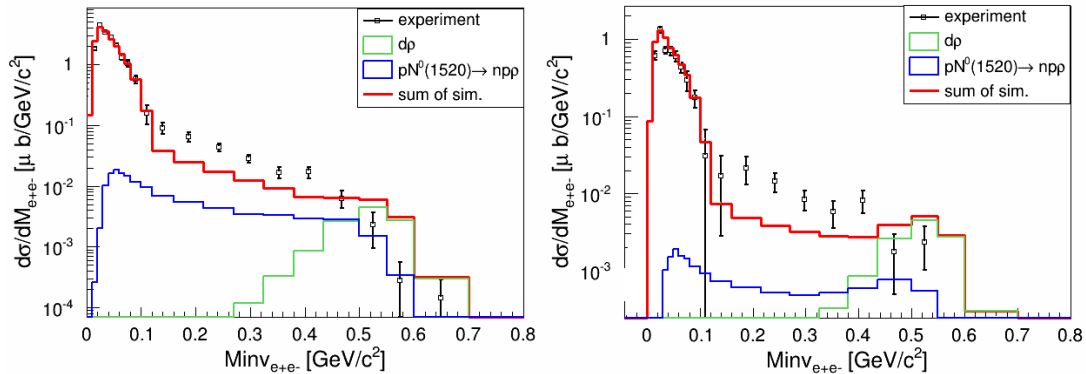 experiment
dρ
pN⁰(1520)→ npρ
sum of sim.
dσ/dM e+e- [μ b/GeV/c²]
1
10⁻¹
10⁻²
10⁻³
10⁻⁴
0 0.1 0.2 0.3 0.4 0.5 0.6 0.7 0.8
Minv e+e- [GeV/c²]
experiment
dρ
pN⁰(1520)→ npρ
sum of sim.
dσ/dM e+e- [μ b/GeV/c²]
1
10⁻¹
10⁻²
10⁻³
0 0.1 0.2 0.3 0.4 0.5 0.6 0.7 0.8
Minv e+e- [GeV/c²]